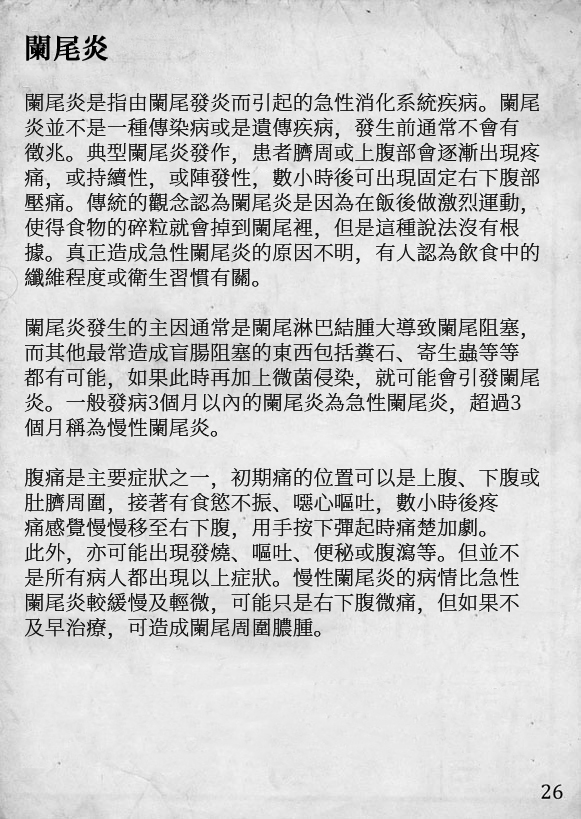 闌尾炎
闌尾炎是指由闌尾發炎而引起的急性消化系統疾病。闌尾
炎並不是一種傳染病或是遺傳疾病，發生前通常不會有
徵兆。典型闌尾炎發作，患者臍周或上腹部會逐漸出現疼
痛，或持續性，或陣發性，數小時後可出現固定右下腹部
壓痛。傳統的觀念認為闌尾炎是因為在飯後做激烈運動，
使得食物的碎粒就會掉到闌尾裡，但是這種說法沒有根
據。真正造成急性闌尾炎的原因不明，有人認為飲食中的
纖維程度或衛生習慣有關。
闌尾炎發生的主因通常是闌尾淋巴結腫大導致闌尾阻塞，
而其他最常造成盲腸阻塞的東西包括糞石、寄生蟲等等
都有可能，如果此時再加上微菌侵染，就可能會引發闌尾
炎。一般發病3個月以內的闌尾炎為急性闌尾炎，超過3
個月稱為慢性闌尾炎。
腹痛是主要症狀之一，初期痛的位置可以是上腹、下腹或
肚臍周圍，接著有食慾不振、噁心嘔吐，數小時後疼
痛感覺慢慢移至右下腹，用手按下彈起時痛楚加劇。
此外，亦可能出現發燒、嘔吐、便秘或腹瀉等。但並不
是所有病人都出現以上症狀。慢性闌尾炎的病情比急性
闌尾炎較緩慢及輕微，可能只是右下腹微痛，但如果不
及早治療，可造成闌尾周圍膿腫。
26